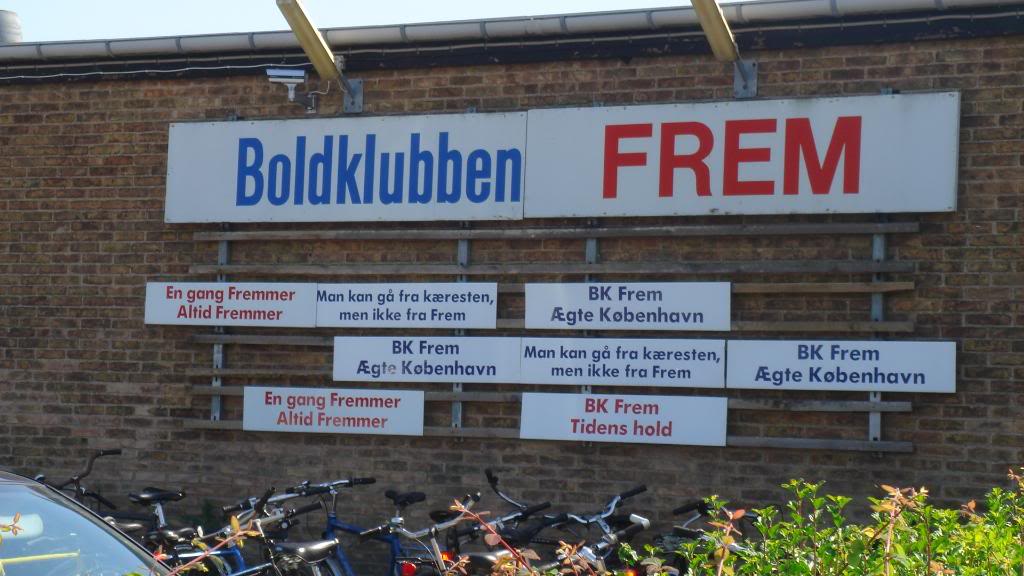 Boldklubben FREM
En gang Fremmer
Altid Fremmer
Man kan gå fra kæresten,
men ikke fra Frem
BK Frem
Ægte København
BK Frem
Ægte København
Man kan gå fra kæresten,
men ikke fra Frem
BK Frem
Ægte København
En gang Fremmer
Altid Fremmer
BK Frem
Tidens hold